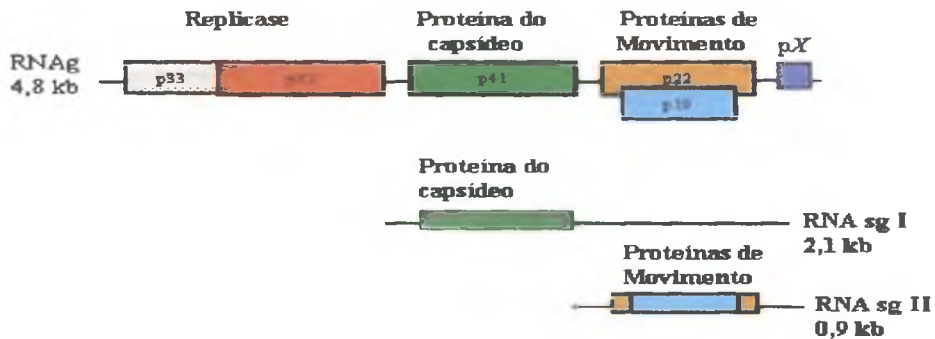 Replicase
Proteína do
capsídeo
Proteínas de
Movimento
pX
RNAg
4,8 kb
p33
p41
p22
p19
Proteína do
capsídeo
RNA sg I
2,1 kb
Proteínas de
Movimento
RNA sg II
0,9 kb